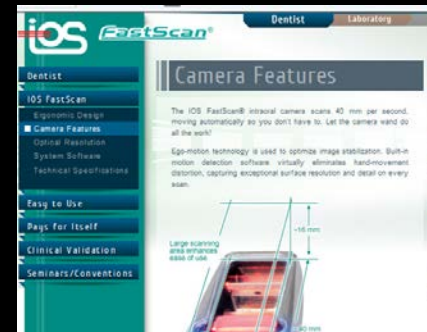 iOS FastScan®
Dentist
Laboratory
Dentist
IOS FastScan
Ergonomic Design
Camera Features
Optical Resolution
System Software
Technical Specifications
Easy to Use
Pays for Itself
Clinical Validation
Seminars/Conventions
Camera Features
The IOS FastScan® intraoral camera scans 40 mm per second,
moving automatically so you don't have to. Let the camera wand do
all the work!
Ego-motion technology is used to optimize image stabilization. Built-in
motion detection software virtually eliminates hand-movement
distortion, capturing exceptional surface resolution and detail on every
scan.
~16 mm
Large scanning
area enhances
ease of use.
40 mm